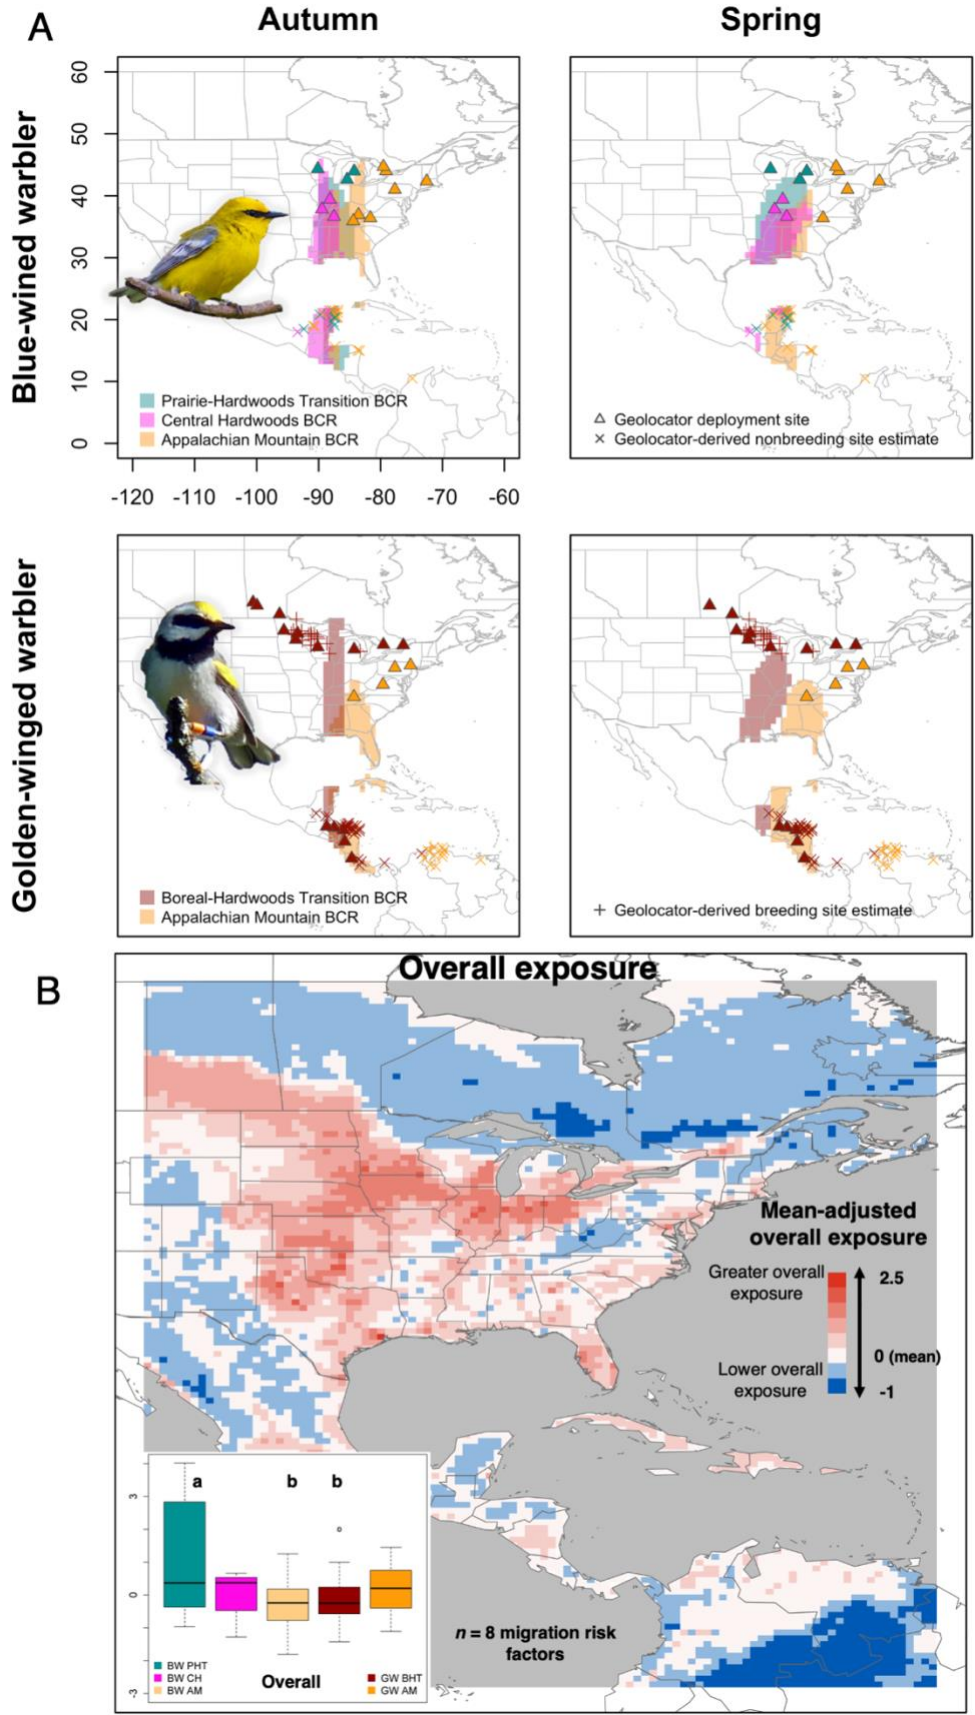 A
Autumn
Spring
Blue-wined warbler
60
50
40
30
20
10
0
Prairie-Hardwoods Transition BCR
Central Hardwoods BCR
Appalachian Mountain BCR
Geolocator deployment site
Geolocator-derived nonbreeding site estimate
-120 -110 -100 -90 -80 -70 -60
Golden-winged warbler
Boreal-Hardwoods Transition BCR
Appalachian Mountain BCR
Geolocator-derived breeding site estimate
B
Overall exposure
Mean-adjusted
overall exposure
Greater overall
exposure
2.5
0 (mean)
Lower overall
exposure
-1
a b b
3
0
-3
BW PHT
BW CH
BW AM
Overall
GW BHT
GW AM
n = 8 migration risk
factors